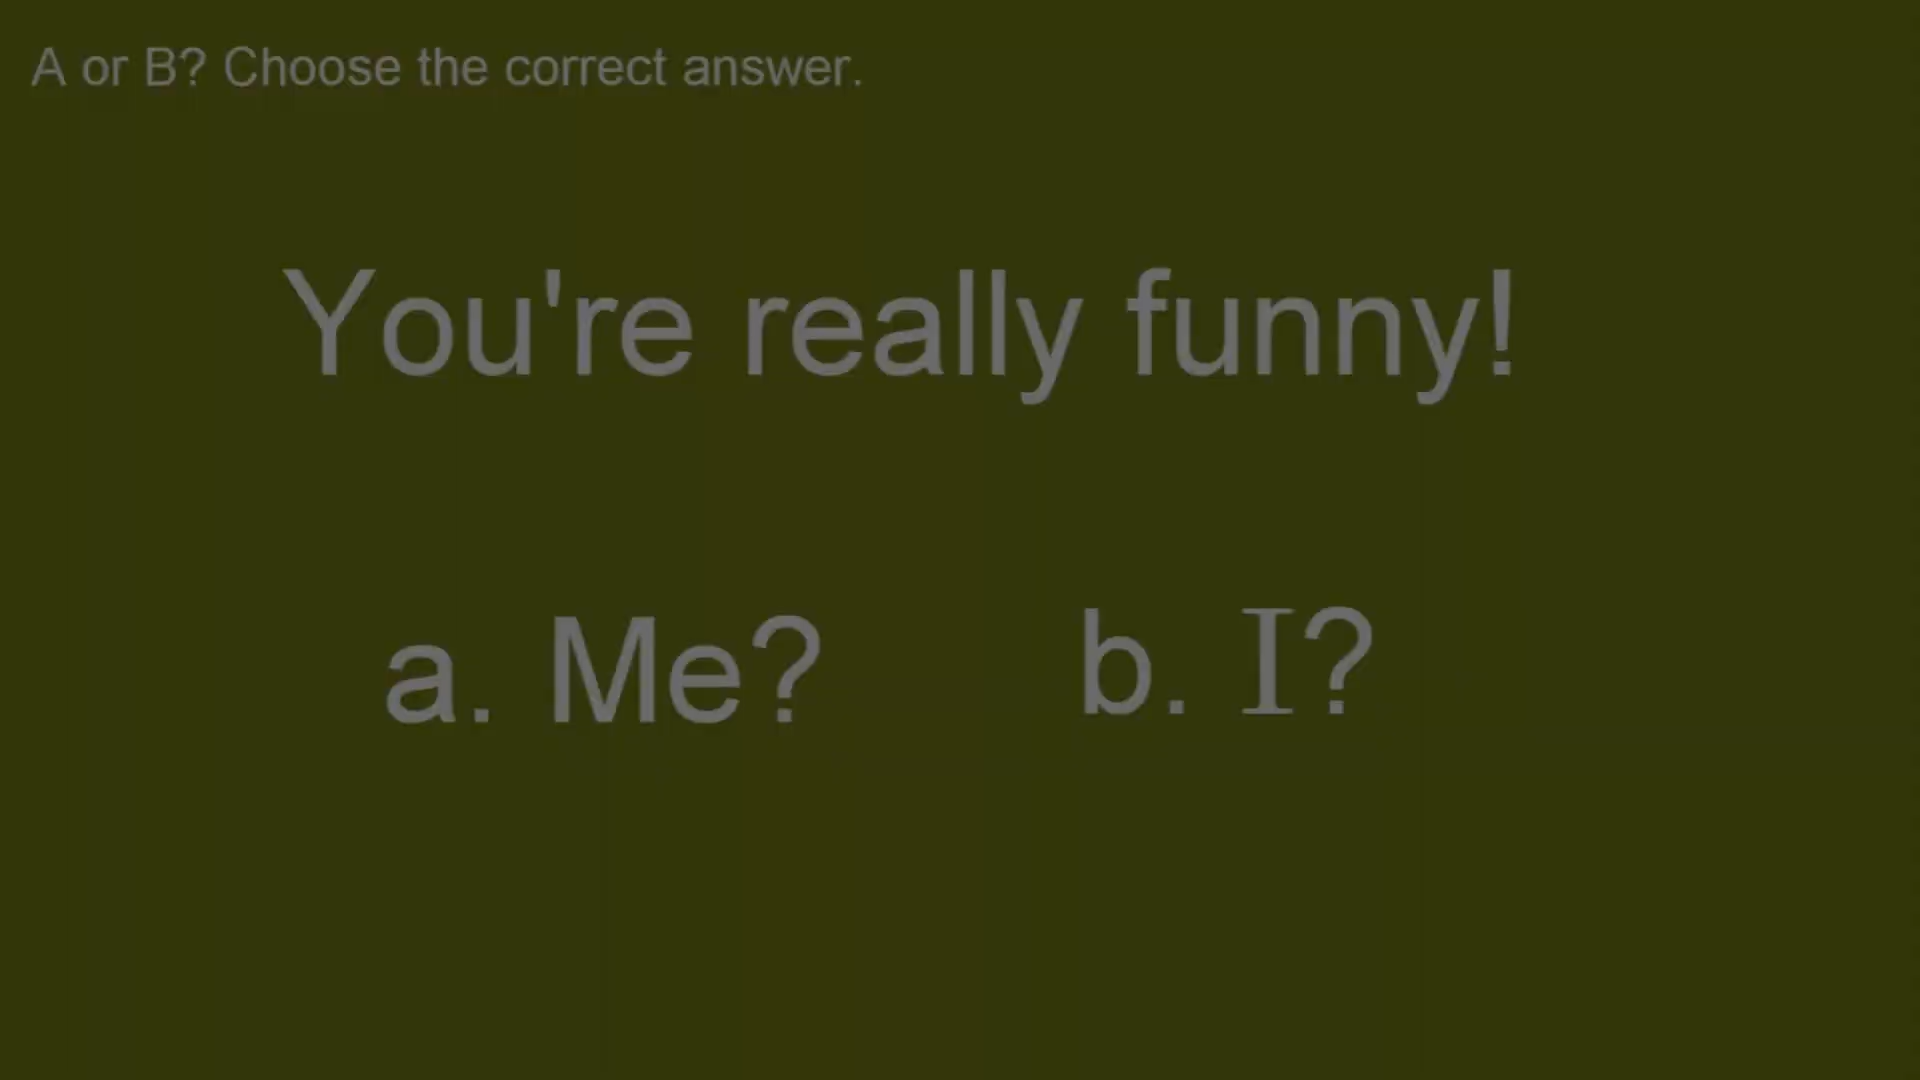 A or B? Choose the correct answer.
You're really funny!
a. Me? b. I?